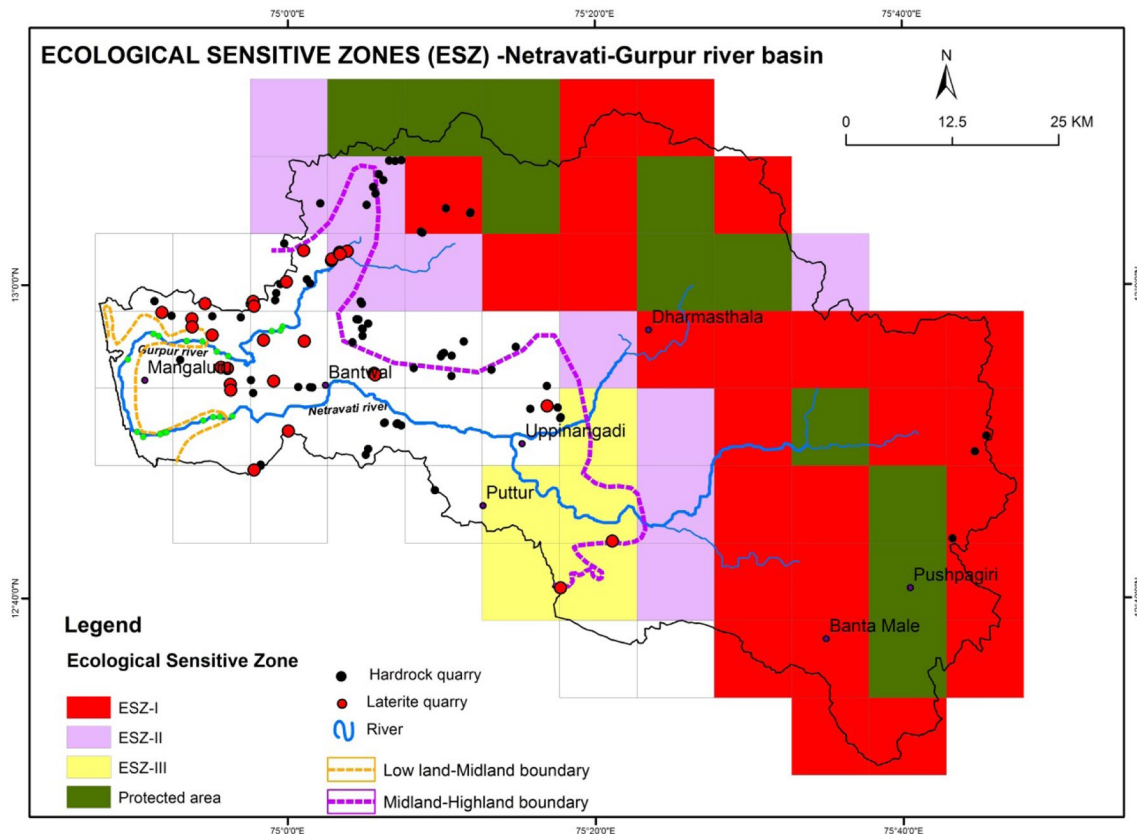 75°0'0"E 75°20'0"E 75°40'0"E
ECOLOGICAL SENSITIVE ZONES (ESZ) -Netravati-Gurpur river basin
N
0 12.5 25 KM
13°0'0"N
Dharmasthala
Gurpur river
Mangaluru
Bantwal
Netravati river
Uppinangadi
Puttur
Pushpagiri
12°40'0"N
Banta Male
Legend
Ecological Sensitive Zone
ESZ-I
ESZ-II
ESZ-III
Protected area
Hardrock quarry
Laterite quarry
River
Low land-Midland boundary
Midland-Highland boundary
75°0'0"E 75°20'0"E 75°40'0"E